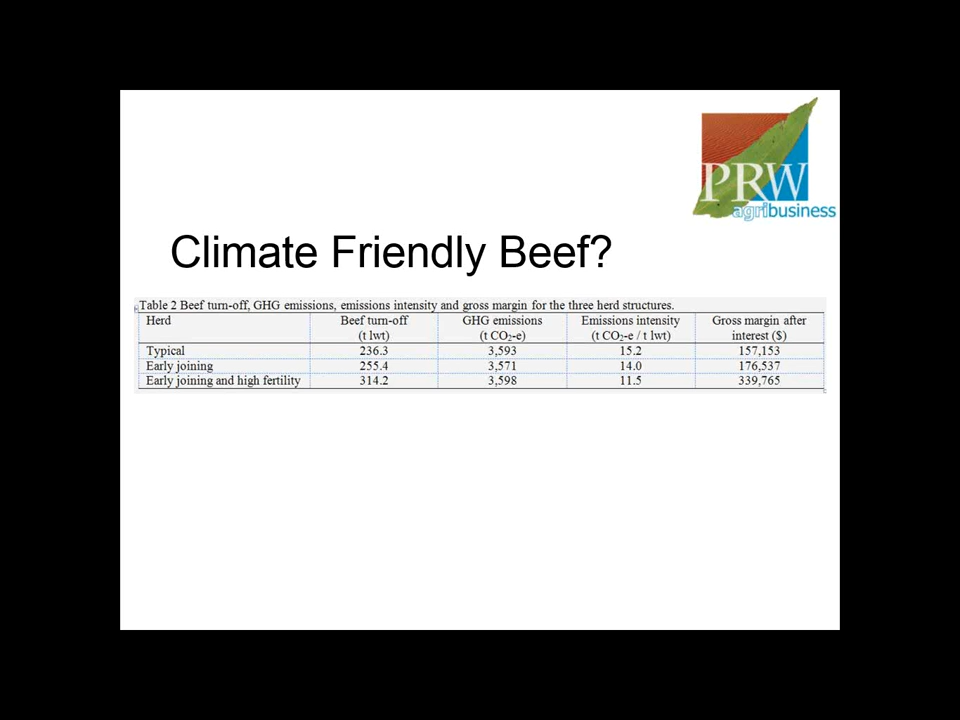 PRW
agribusiness
Climate Friendly Beef?
Table 2 Beef turn-off, GHG emissions, emissions intensity and gross margin for the three herd structures.
Herd Beef turn-off GHG emissions Emissions intensity Gross margin after
(t lwt) (t CO₂-e) (t CO₂-e / t lwt) interest ($)
Typical 236.3 3,593 15.2 157,153
Early joining 255.4 3,571 14.0 176,537
Early joining and high fertility 314.2 3,598 11.5 339,765